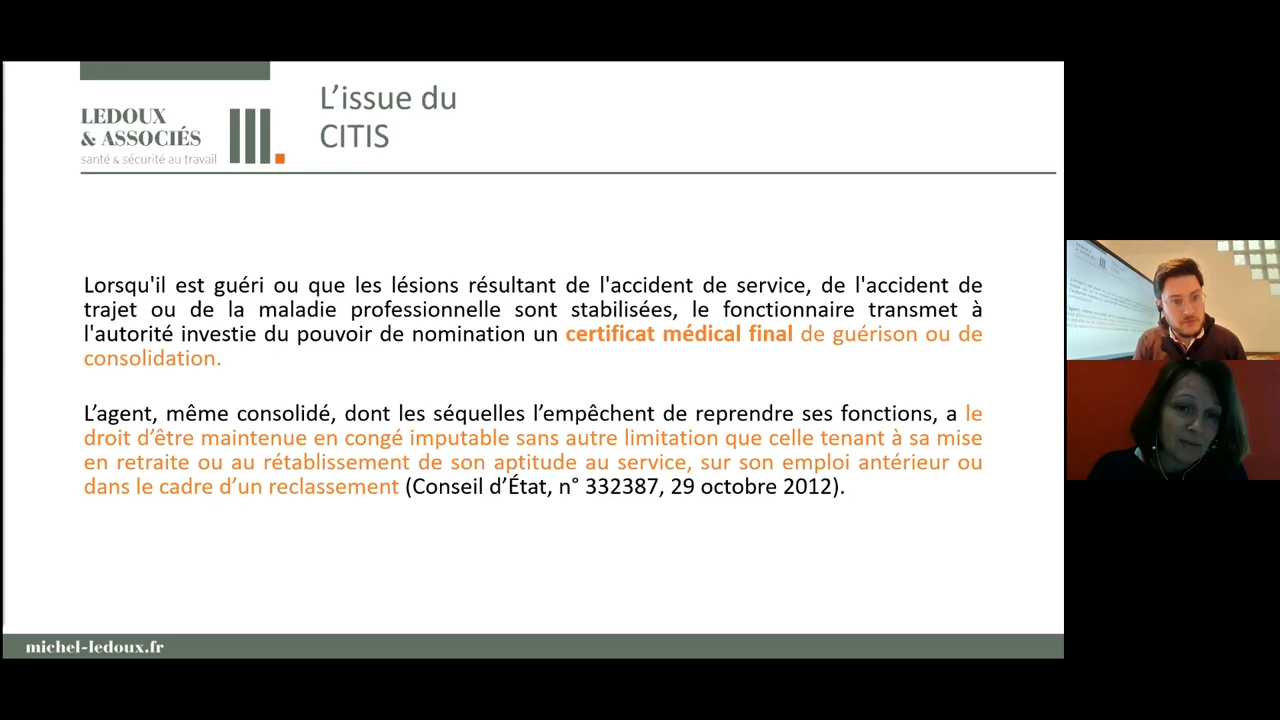 LEDOUX
& ASSOCIÉS
santé & sécurité au travail
L’issue du
CITIS
Lorsqu'il est guéri ou que les lésions résultant de l'accident de service, de l'accident de
trajet ou de la maladie professionnelle sont stabilisées, le fonctionnaire transmet à
l'autorité investie du pouvoir de nomination un certificat médical final de guérison ou de
consolidation.
L’agent, même consolidé, dont les séquelles l’empêchent de reprendre ses fonctions, a le
droit d’être maintenue en congé imputable sans autre limitation que celle tenant à sa mise
en retraite ou au rétablissement de son aptitude au service, sur son emploi antérieur ou
dans le cadre d’un reclassement (Conseil d’État, n° 332387, 29 octobre 2012).
michel-ledoux.fr